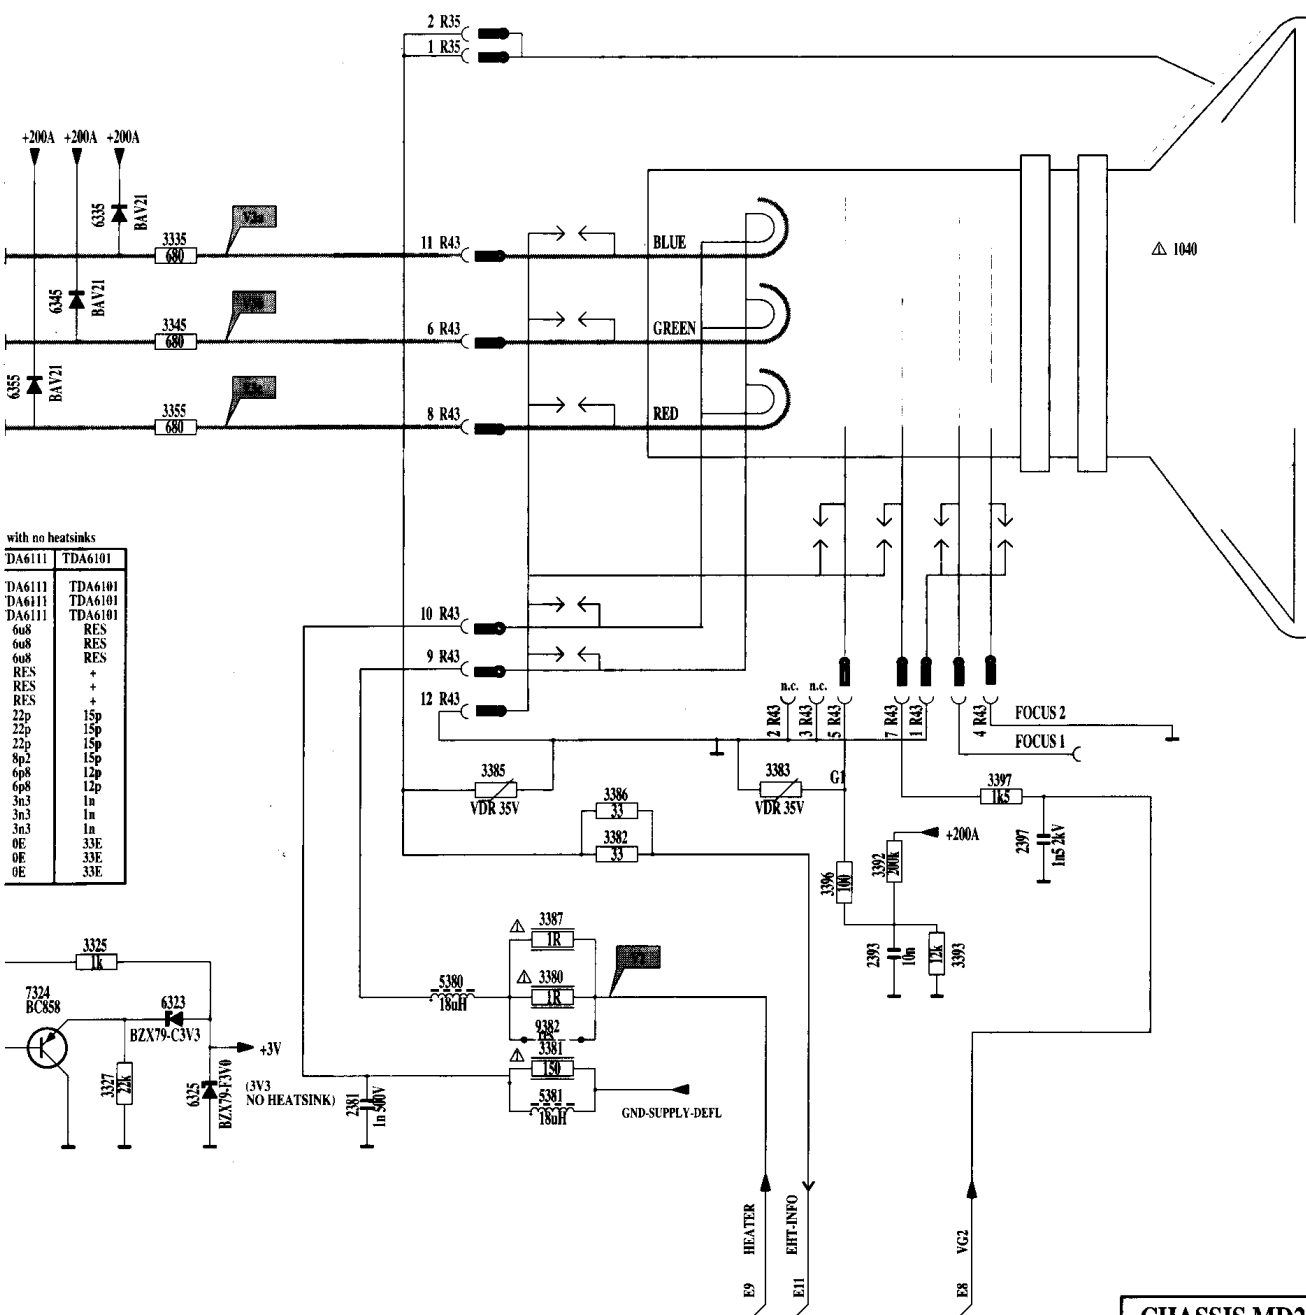 2 R35
1 R35
+200A +200A +200A
6335
BAV21
3335
680
11 R43
BLUE
1040
6345
BAV21
3345
680
6 R43
GREEN
6355
BAV21
3355
680
8 R43
RED
with no heatsinks
TDA6111 TDA6101
TDA6111 TDA6101
TDA6111 TDA6101
TDA6111 TDA6101
6u8 RES
6u8 RES
6u8 RES
RES +
RES +
RES +
22p 15p
22p 15p
22p 15p
8p2 15p
6p8 12p
6p8 12p
3n3 1n
3n3 1n
3n3 1n
0E 33E
0E 33E
0E 33E
10 R43
9 R43
12 R43
n.c. n.c.
2 R43
3 R43
5 R43
7 R43
1 R43
4 R43
FOCUS 2
FOCUS 1
3385
VDR 35V
3383
VDR 35V
G1
3386
33
3382
33
3397
1k5
2397
1n5 2kV
+200A
3392
200k
3396
100
2393
10n
12k
3393
3387
1R
3380
1R
5380
18uH
9382
3381
150
5381
18uH
GND-SUPPLY-DEFL
2381
1n 500V
3325
1k
7324
BC858
6323
BZX79-C3V3
+3V
3327
22k
6325
BZX79-F3V0
(3V3
NO HEATSINK)
HEATER
E9
EHT-INFO
E11
VG2
E8
CHASSIS MD2